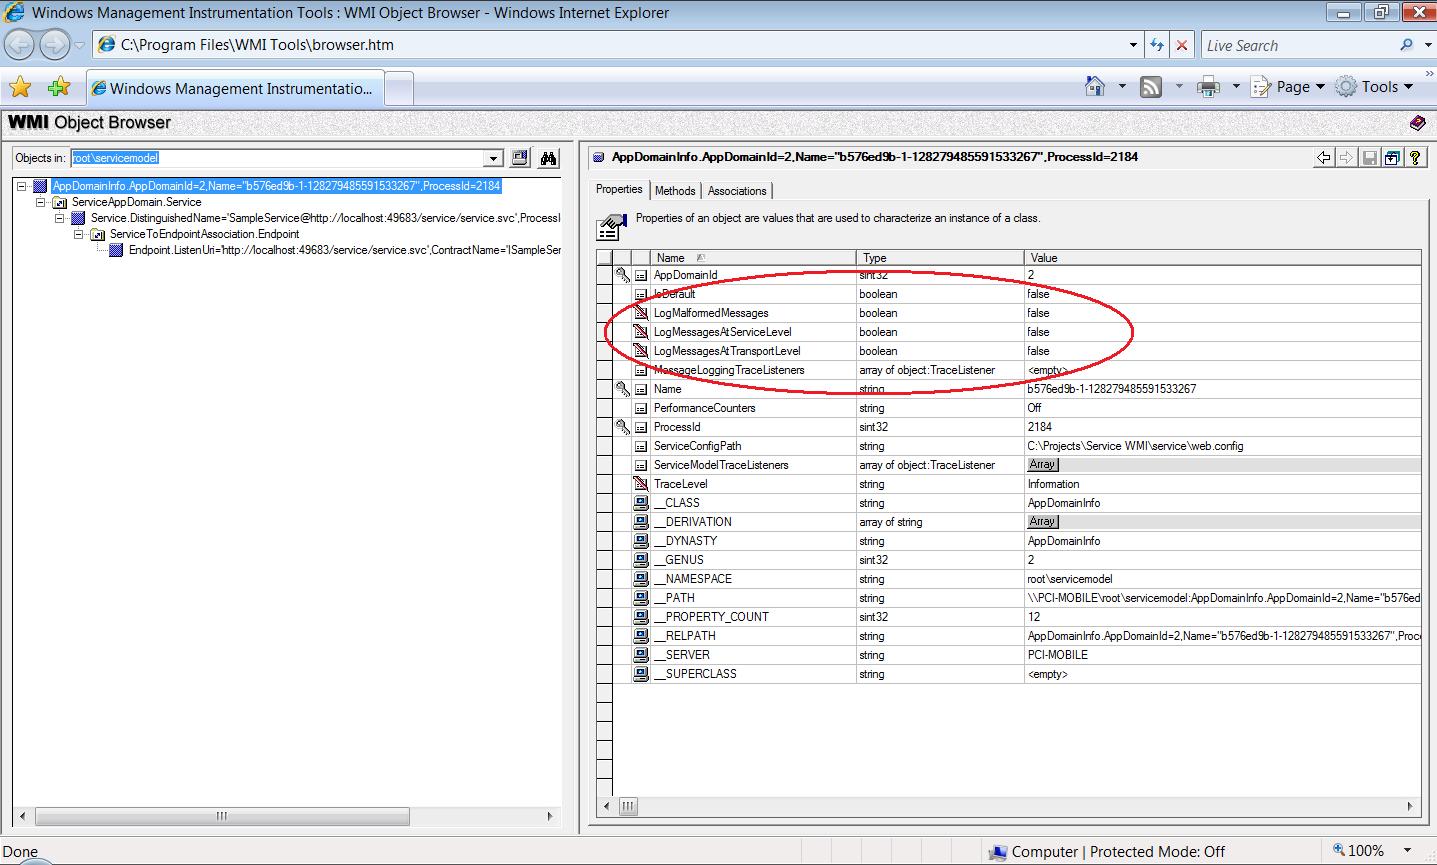 Windows Management Instrumentation Tools : WMI Object Browser - Windows Internet Explorer
C:\Program Files\WMI Tools\browser.htm
Live Search
Windows Management Instrumentatio...
Page
Tools
WMI Object Browser
Objects in: root\servicemodel
AppDomainInfo.AppDomainId=2,Name="b576ed9b-1-128279485591533267",ProcessId=2184
ServiceAppDomain.Service
Service.DistinguishedName='SampleService@http://localhost:49683/service/service.svc',ProcessI
ServiceToEndpointAssociation.Endpoint
Endpoint.ListenUri='http://localhost:49683/service/service.svc',ContractName='ISampleSer
AppDomainInfo.AppDomainId=2,Name="b576ed9b-1-128279485591533267",ProcessId=2184
Properties Methods Associations
Properties of an object are values that are used to characterize an instance of a class.
Name Type Value
AppDomainId sint32 2
IsDefault boolean false
LogMalformedMessages boolean false
LogMessagesAtServiceLevel boolean false
LogMessagesAtTransportLevel boolean false
MessageLoggingTraceListeners array of object:TraceListener <empty>
Name string b576ed9b-1-128279485591533267
PerformanceCounters string Off
ProcessId sint32 2184
ServiceConfigPath string C:\Projects\Service WMI\service\web.config
ServiceModelTraceListeners array of object:TraceListener Array
TraceLevel string Information
__CLASS string AppDomainInfo
__DERIVATION array of string Array
__DYNASTY string AppDomainInfo
__GENUS sint32 2
__NAMESPACE string root\servicemodel
__PATH string \\PCI-MOBILE\root\servicemodel:AppDomainInfo.AppDomainId=2,Name="b576ed
__PROPERTY_COUNT sint32 12
__RELPATH string AppDomainInfo.AppDomainId=2,Name="b576ed9b-1-128279485591533267",Proc
__SERVER string PCI-MOBILE
__SUPERCLASS string <empty>
Done
Computer | Protected Mode: Off
100%